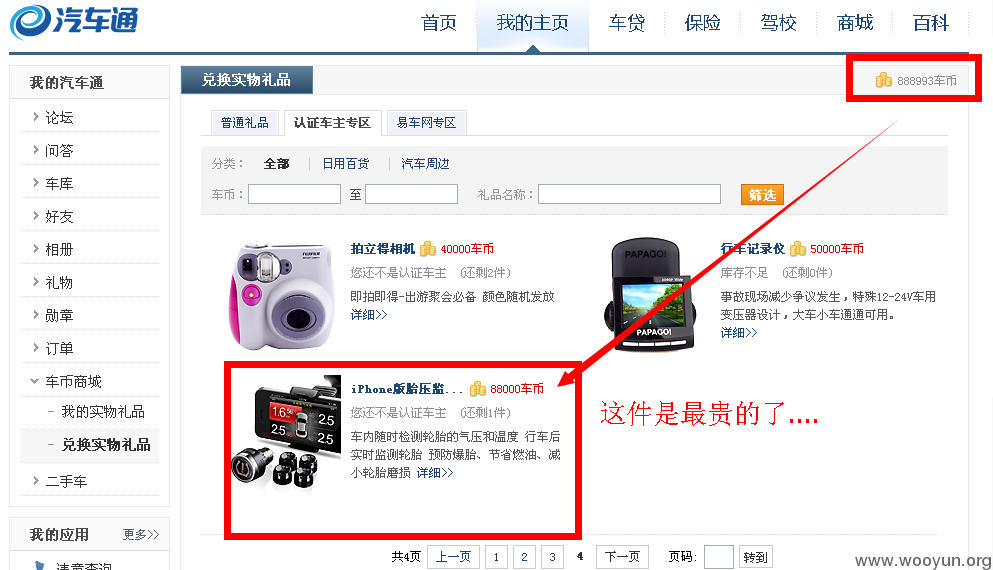 汽车通
首页 我的主页 车贷 保险 驾校 商城 百科
我的汽车通
论坛
问答
车库
好友
相册
礼物
勋章
订单
车币商城
- 我的实物礼品
- 兑换实物礼品
二手车
我的应用 更多>>
违章查询
兑换实物礼品
888993车币
普通礼品 认证车主专区 易车网专区
分类： 全部 | 日用百货 | 汽车周边
车币： 至 礼品名称： 筛选
拍立得相机 40000车币
您还不是认证车主 (还剩2件)
即拍即得-出游聚会必备 颜色随机发放
详细>>
行车记录仪 50000车币
库存不足 (还剩0件)
事故现场减少争议发生，特殊12-24V车用
变压器设计，大车小车通通可用。
详细>>
FUJIFILM
PAPAGO!
PAPAGO!
iPhone版胎压监... 88000车币
您还不是认证车主 (还剩1件)
车内随时检测轮胎的气压和温度 行车后
实时监测轮胎 预防爆胎、节省燃油、减
小轮胎磨损 详细>>
1.6 2.5
2.5 2.5
这件是最贵的了....
共4页 上一页 1 2 3 4 下一页 页码： 转到
www.wooyun.org